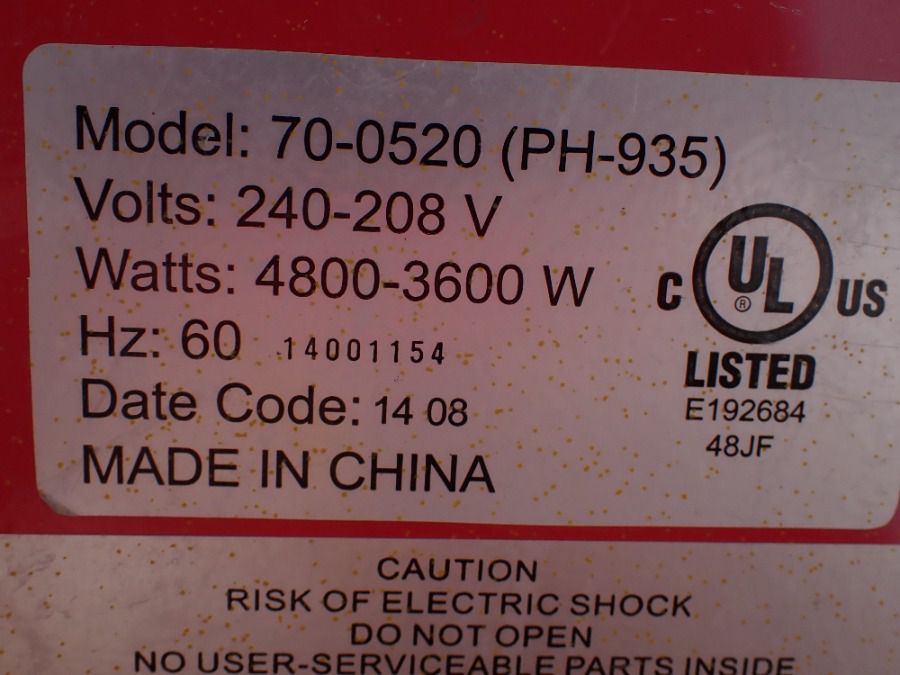 Model: 70-0520 (PH-935)
Volts: 240-208 V
Watts: 4800-3600 W
Hz: 60 14001154
Date Code: 14 08
MADE IN CHINA
C UL ® US
LISTED
E192684
48JF
CAUTION
RISK OF ELECTRIC SHOCK
DO NOT OPEN
NO USER-SERVICEABLE PARTS INSIDE